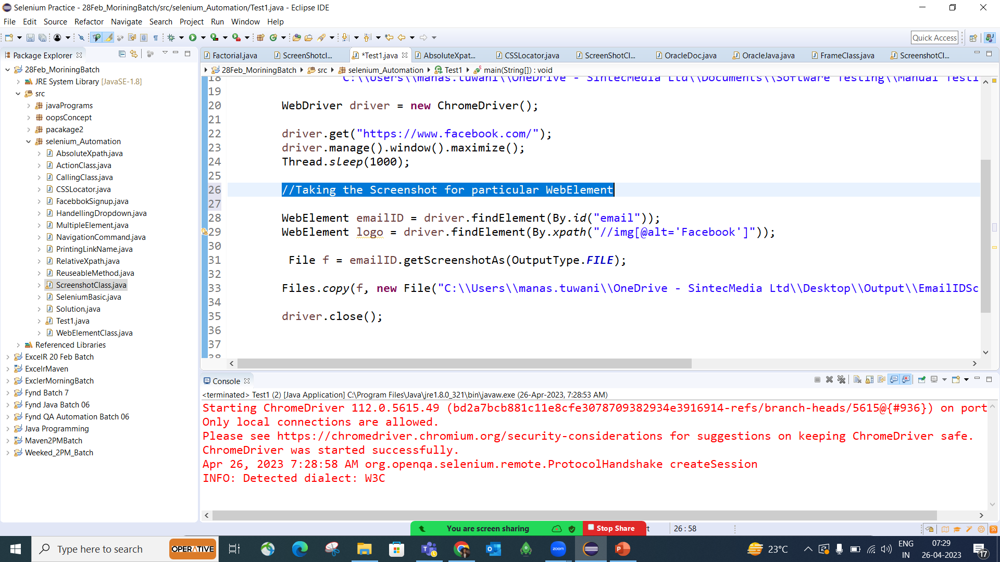 Selenium Practice - 28Feb_MoriningBatch/src/selenium_Automation/Test1.java - Eclipse IDE
File Edit Source Refactor Navigate Search Project Run Window Help
Quick Access
Package Explorer
28Feb_MoriningBatch
JRE System Library [JavaSE-1.8]
src
javaPrograms
oopsConcept
pacakage2
selenium_Automation
AbsoluteXpath.java
ActionClass.java
CallingClass.java
CSSLocator.java
FacebbokSignup.java
HandellingDropdown.java
MultipleElement.java
NavigationCommand.java
PrintingLinkName.java
RelativeXpath.java
ReuseableMethod.java
ScreenshotClass.java
SeleniumBasic.java
Solution.java
Test1.java
WebElementClass.java
Referenced Libraries
ExcelR 20 Feb Batch
ExcelrMaven
ExclerMorningBatch
Fynd Batch 7
Fynd Java Batch 06
Fynd QA Automation Batch 06
Java Programming
Maven2PMBatch
Weeked_2PM_Batch
Factorial.java ScreenShotcl... *Test1.java AbsoluteXpat... CSSLocator.java ScreenShotCl... OracleDoc.java OracleJava.java FrameClass.java ScreenshotCl...
28Feb_MoriningBatch src selenium_Automation Test1 main(String[]) : void
18 C:\\Users\\manas.tuwani\\OneDrive - SintecMedia Ltd\\Documents\\Software Testing\\Manual Testi
19
20 WebDriver driver = new ChromeDriver();
21
22 driver.get("https://www.facebook.com/");
23 driver.manage().window().maximize();
24 Thread.sleep(1000);
25
26 //Taking the Screenshot for particular WebElement
27
28 WebElement emailID = driver.findElement(By.id("email"));
29 WebElement logo = driver.findElement(By.xpath("//img[@alt='Facebook']"));
30
31 File f = emailID.getScreenshotAs(OutputType.FILE);
32
33 Files.copy(f, new File("C:\\Users\\manas.tuwani\\OneDrive - SintecMedia Ltd\\Desktop\\Output\\EmailIDSc
34
35 driver.close();
36
37
38
Console
<terminated> Test1 (2) [Java Application] C:\Program Files\Java\jre1.8.0_321\bin\javaw.exe (26-Apr-2023, 7:28:53 AM)
Starting ChromeDriver 112.0.5615.49 (bd2a7bcb881c11e8cfe3078709382934e3916914-refs/branch-heads/5615@{#936}) on port
Only local connections are allowed.
Please see https://chromedriver.chromium.org/security-considerations for suggestions on keeping ChromeDriver safe.
ChromeDriver was started successfully.
Apr 26, 2023 7:28:58 AM org.openqa.selenium.remote.ProtocolHandshake createSession
INFO: Detected dialect: W3C
You are screen sharing Stop Share
26 : 58
Type here to search
OPERATIVE
zoom
23°C
ENG
IN
07:29
26-04-2023
17